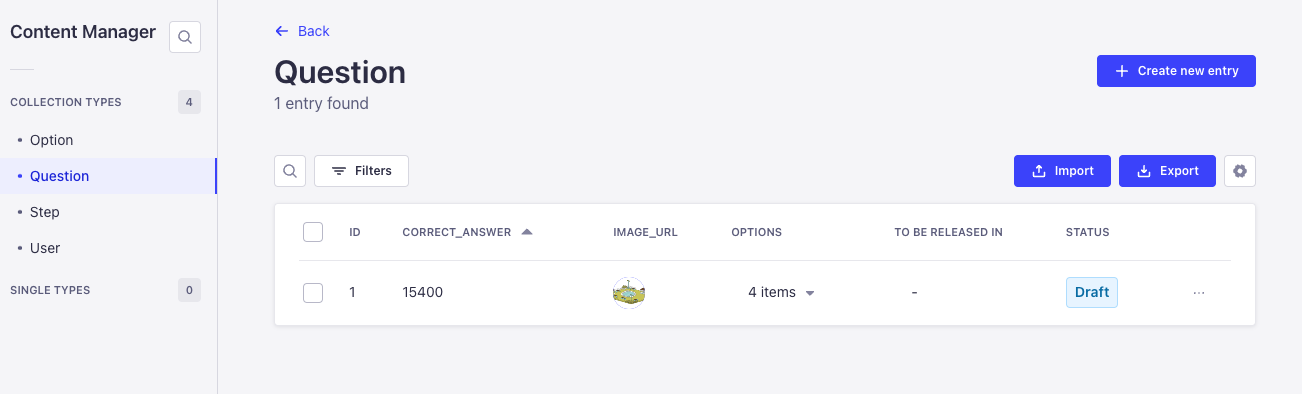 Content Manager
COLLECTION TYPES 4
Option
Question
Step
User
SINGLE TYPES 0
Back
Question
1 entry found
Create new entry
Filters
Import Export
ID CORRECT_ANSWER IMAGE_URL OPTIONS TO BE RELEASED IN STATUS
1 15400 4 items - Draft ...